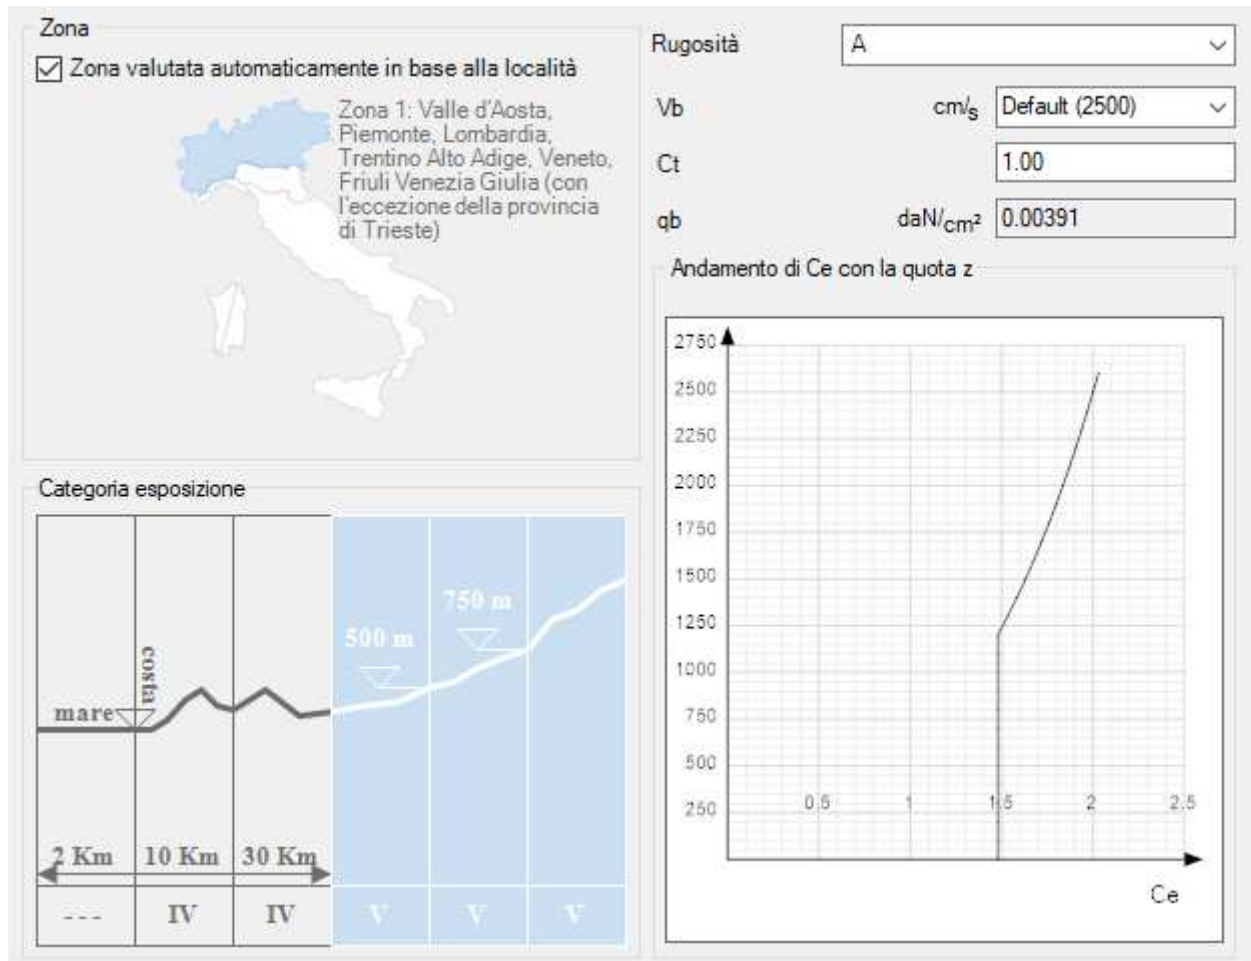 Zona
Zona valutata automaticamente in base alla località
Zona 1: Valle d'Aosta,
Piemonte, Lombardia,
Trentino Alto Adige, Veneto,
Friuli Venezia Giulia (con
l'eccezione della provincia
di Trieste)
Rugosità A
Vb cm/s Default (2500)
Ct 1.00
qb daN/cm² 0.00391
Categoria esposizione
costa
mare
500 m
750 m
2 Km 10 Km 30 Km
--- IV IV V V V
Andamento di Ce con la quota z
2750
2500
2250
2000
1750
1500
1250
1000
750
500
250
0.5 1 1.5 2 2.5
Ce